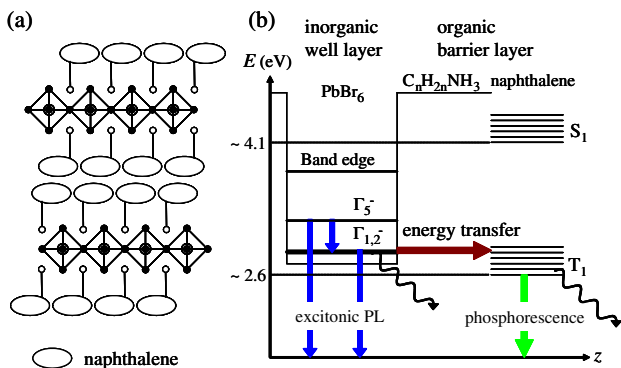 (a)
naphthalene
(b)
inorganic
well layer
organic
barrier layer
E (eV)
PbBr6
CnH2nNH3
naphthalene
S1
~ 4.1
Band edge
Γ5-
Γ1,2-
energy transfer
T1
~ 2.6
excitonic PL
phosphorescence
z